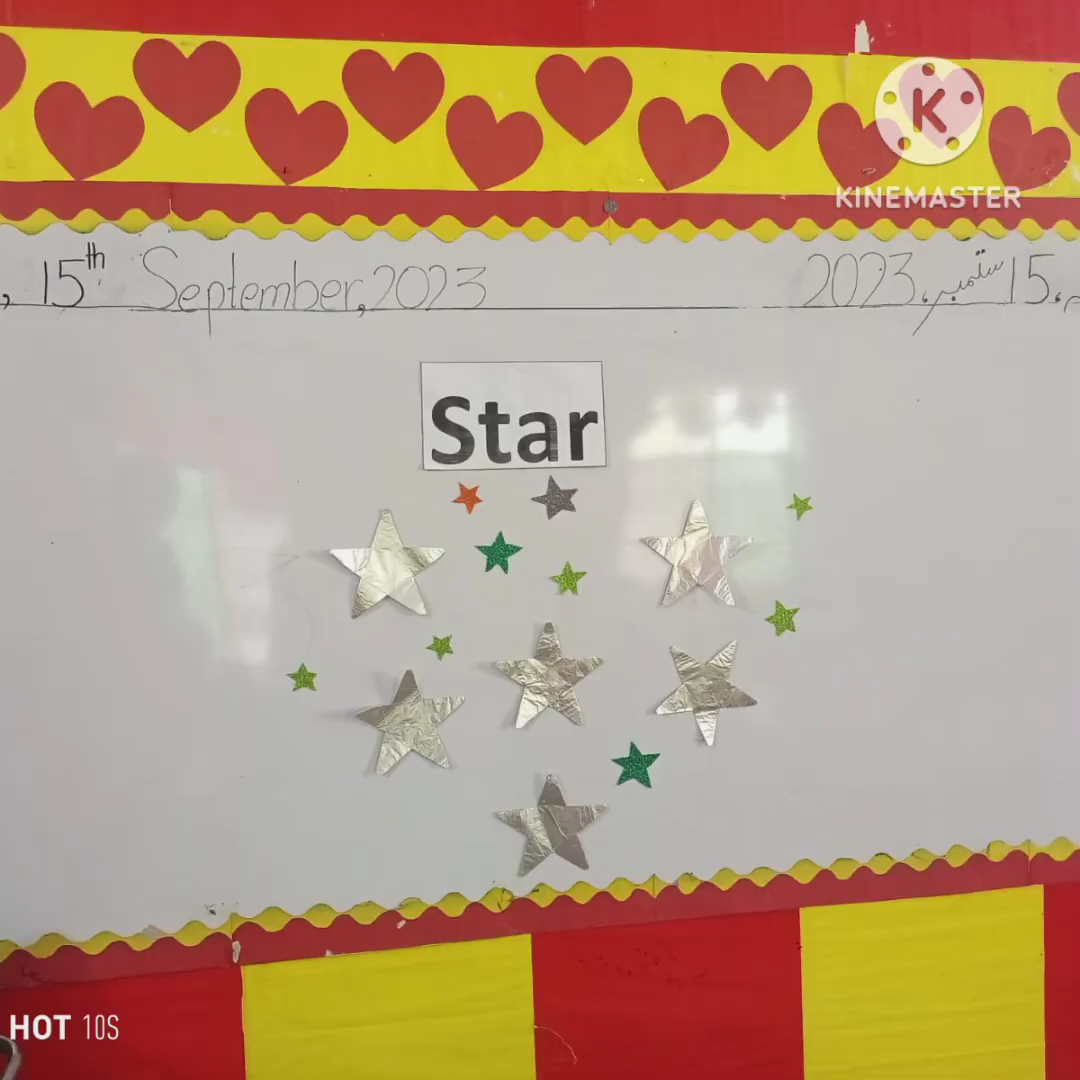 , 15th September, 2023
15 ستمبر، 2023
Star
K
KINEMASTER
HOT 10S